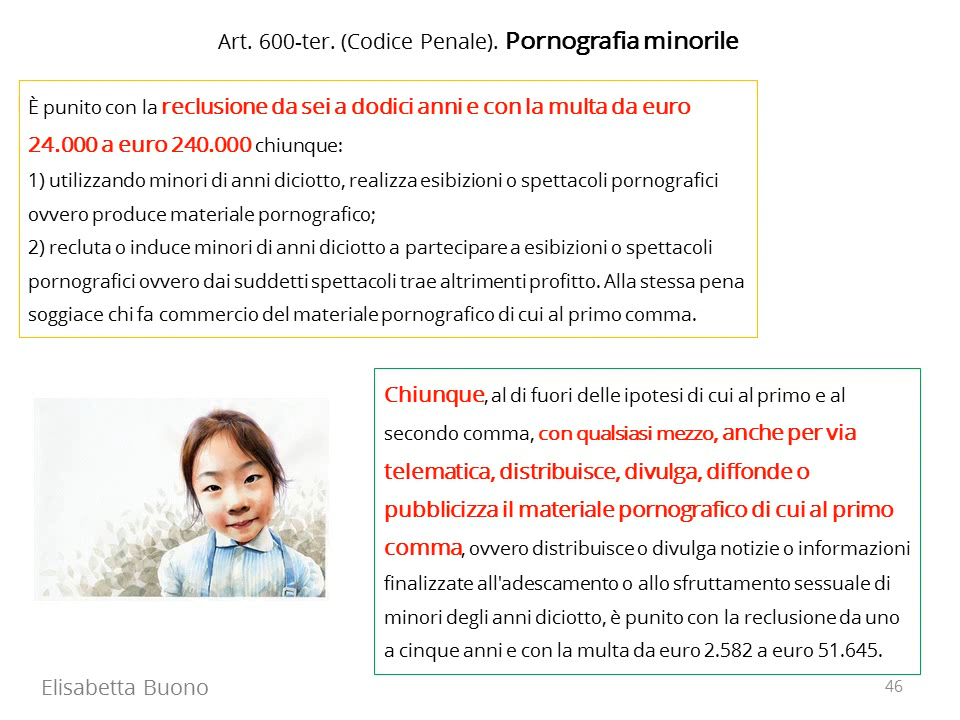 Art. 600-ter. (Codice Penale). Pornografia minorile
È punito con la reclusione da sei a dodici anni e con la multa da euro
24.000 a euro 240.000 chiunque:
1) utilizzando minori di anni diciotto, realizza esibizioni o spettacoli pornografici
ovvero produce materiale pornografico;
2) recluta o induce minori di anni diciotto a partecipare a esibizioni o spettacoli
pornografici ovvero dai suddetti spettacoli trae altrimenti profitto. Alla stessa pena
soggiace chi fa commercio del materiale pornografico di cui al primo comma.
Chiunque, al di fuori delle ipotesi di cui al primo e al
secondo comma, con qualsiasi mezzo, anche per via
telematica, distribuisce, divulga, diffonde o
pubblicizza il materiale pornografico di cui al primo
comma, ovvero distribuisce o divulga notizie o informazioni
finalizzate all'adescamento o allo sfruttamento sessuale di
minori degli anni diciotto, è punito con la reclusione da uno
a cinque anni e con la multa da euro 2.582 a euro 51.645.
Elisabetta Buono
46